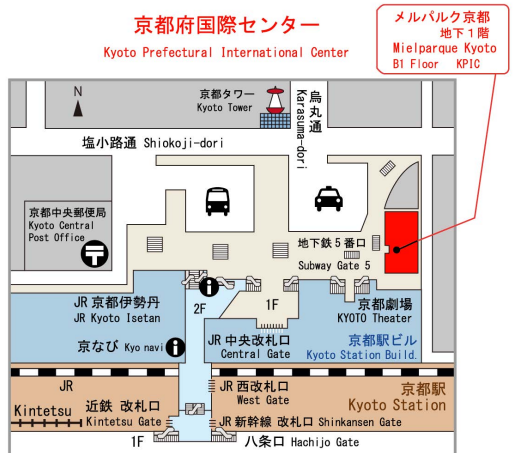 京都府国際センター
Kyoto Prefectural International Center
メルパルク京都
地下1階
Mielparque Kyoto
B1 Floor KPIC
N
京都タワー
Kyoto Tower
烏丸通
Karasuma-dori
塩小路通 Shiokoji-dori
京都中央郵便局
Kyoto Central
Post Office
地下鉄5番口
Subway Gate 5
JR 京都伊勢丹
JR Kyoto Isetan
2F
1F
京都劇場
KYOTO Theater
京なび Kyo navi
JR 中央改札口
Central Gate
京都駅ビル
Kyoto Station Build.
JR
JR 西改札口
West Gate
京都駅
Kyoto Station
Kintetsu
近鉄 改札口
Kintetsu Gate
JR 新幹線 改札口 Shinkansen Gate
1F
八条口 Hachijo Gate